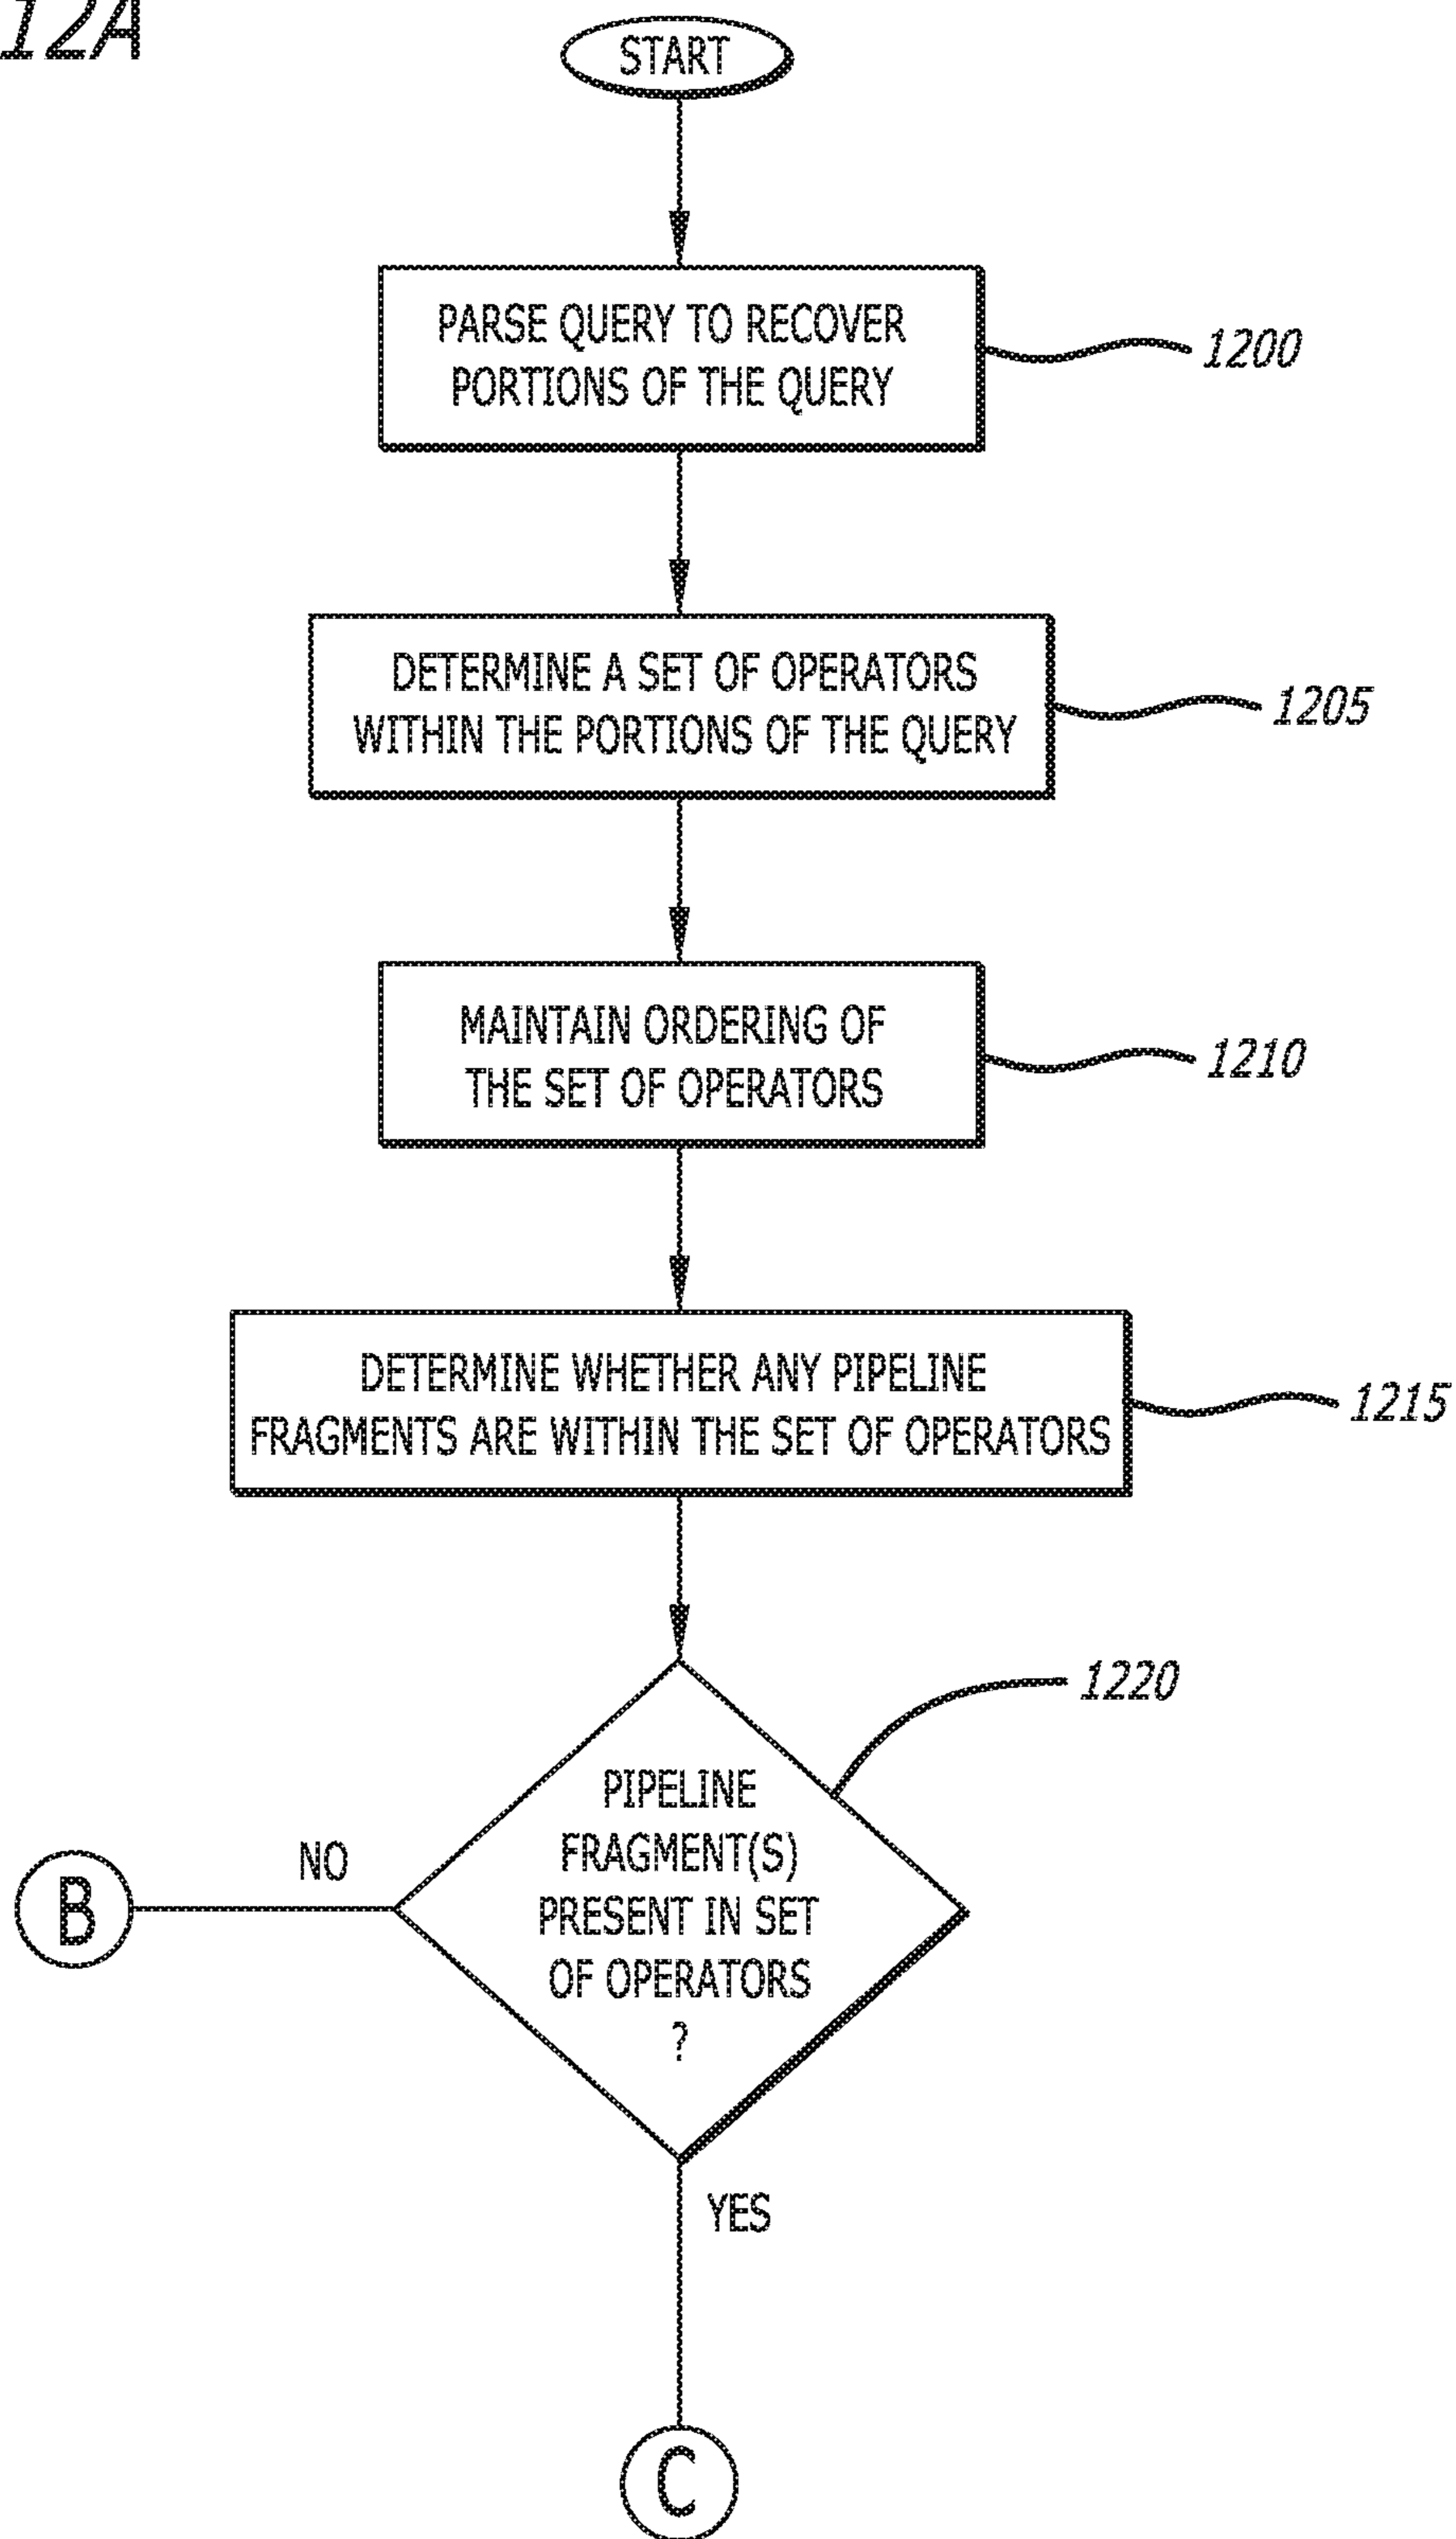 12A
START
PARSE QUERY TO RECOVER
PORTIONS OF THE QUERY
1200
DETERMINE A SET OF OPERATORS
WITHIN THE PORTIONS OF THE QUERY
1205
MAINTAIN ORDERING OF
THE SET OF OPERATORS
1210
DETERMINE WHETHER ANY PIPELINE
FRAGMENTS ARE WITHIN THE SET OF OPERATORS
1215
1220
PIPELINE
FRAGMENT(S)
PRESENT IN SET
OF OPERATORS
?
NO
B
YES
C